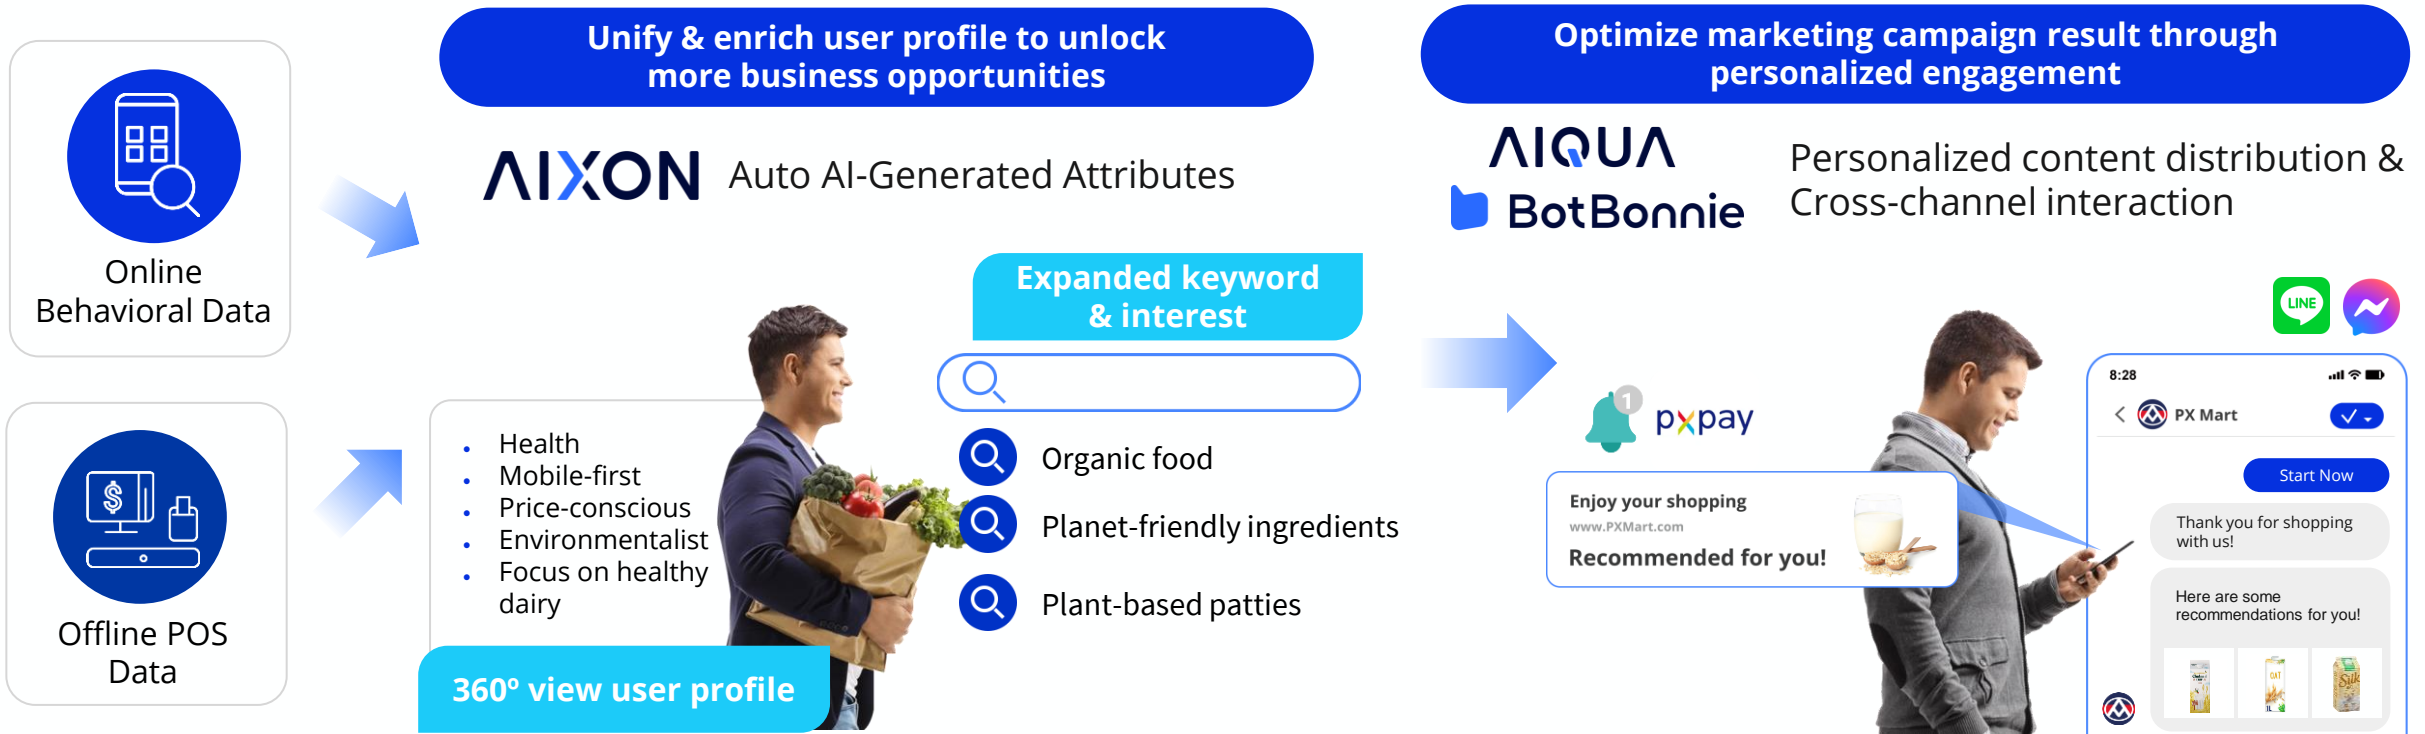 Online
Behavioral Data
Offline POS
Data
Unify & enrich user profile to unlock
more business opportunities
AIXON
Auto AI-Generated Attributes
• Health
• Mobile-first
• Price-conscious
• Environmentalist
• Focus on healthy
dairy
360º view user profile
Expanded keyword
& interest
Organic food
Planet-friendly ingredients
Plant-based patties
Optimize marketing campaign result through
personalized engagement
AIQUA
BotBonnie
Personalized content distribution &
Cross-channel interaction
LINE
1
pxpay
Enjoy your shopping
www.PXMart.com
Recommended for you!
8:28
PX Mart
Start Now
Thank you for shopping
with us!
Here are some
recommendations for you!
OAT
Silk